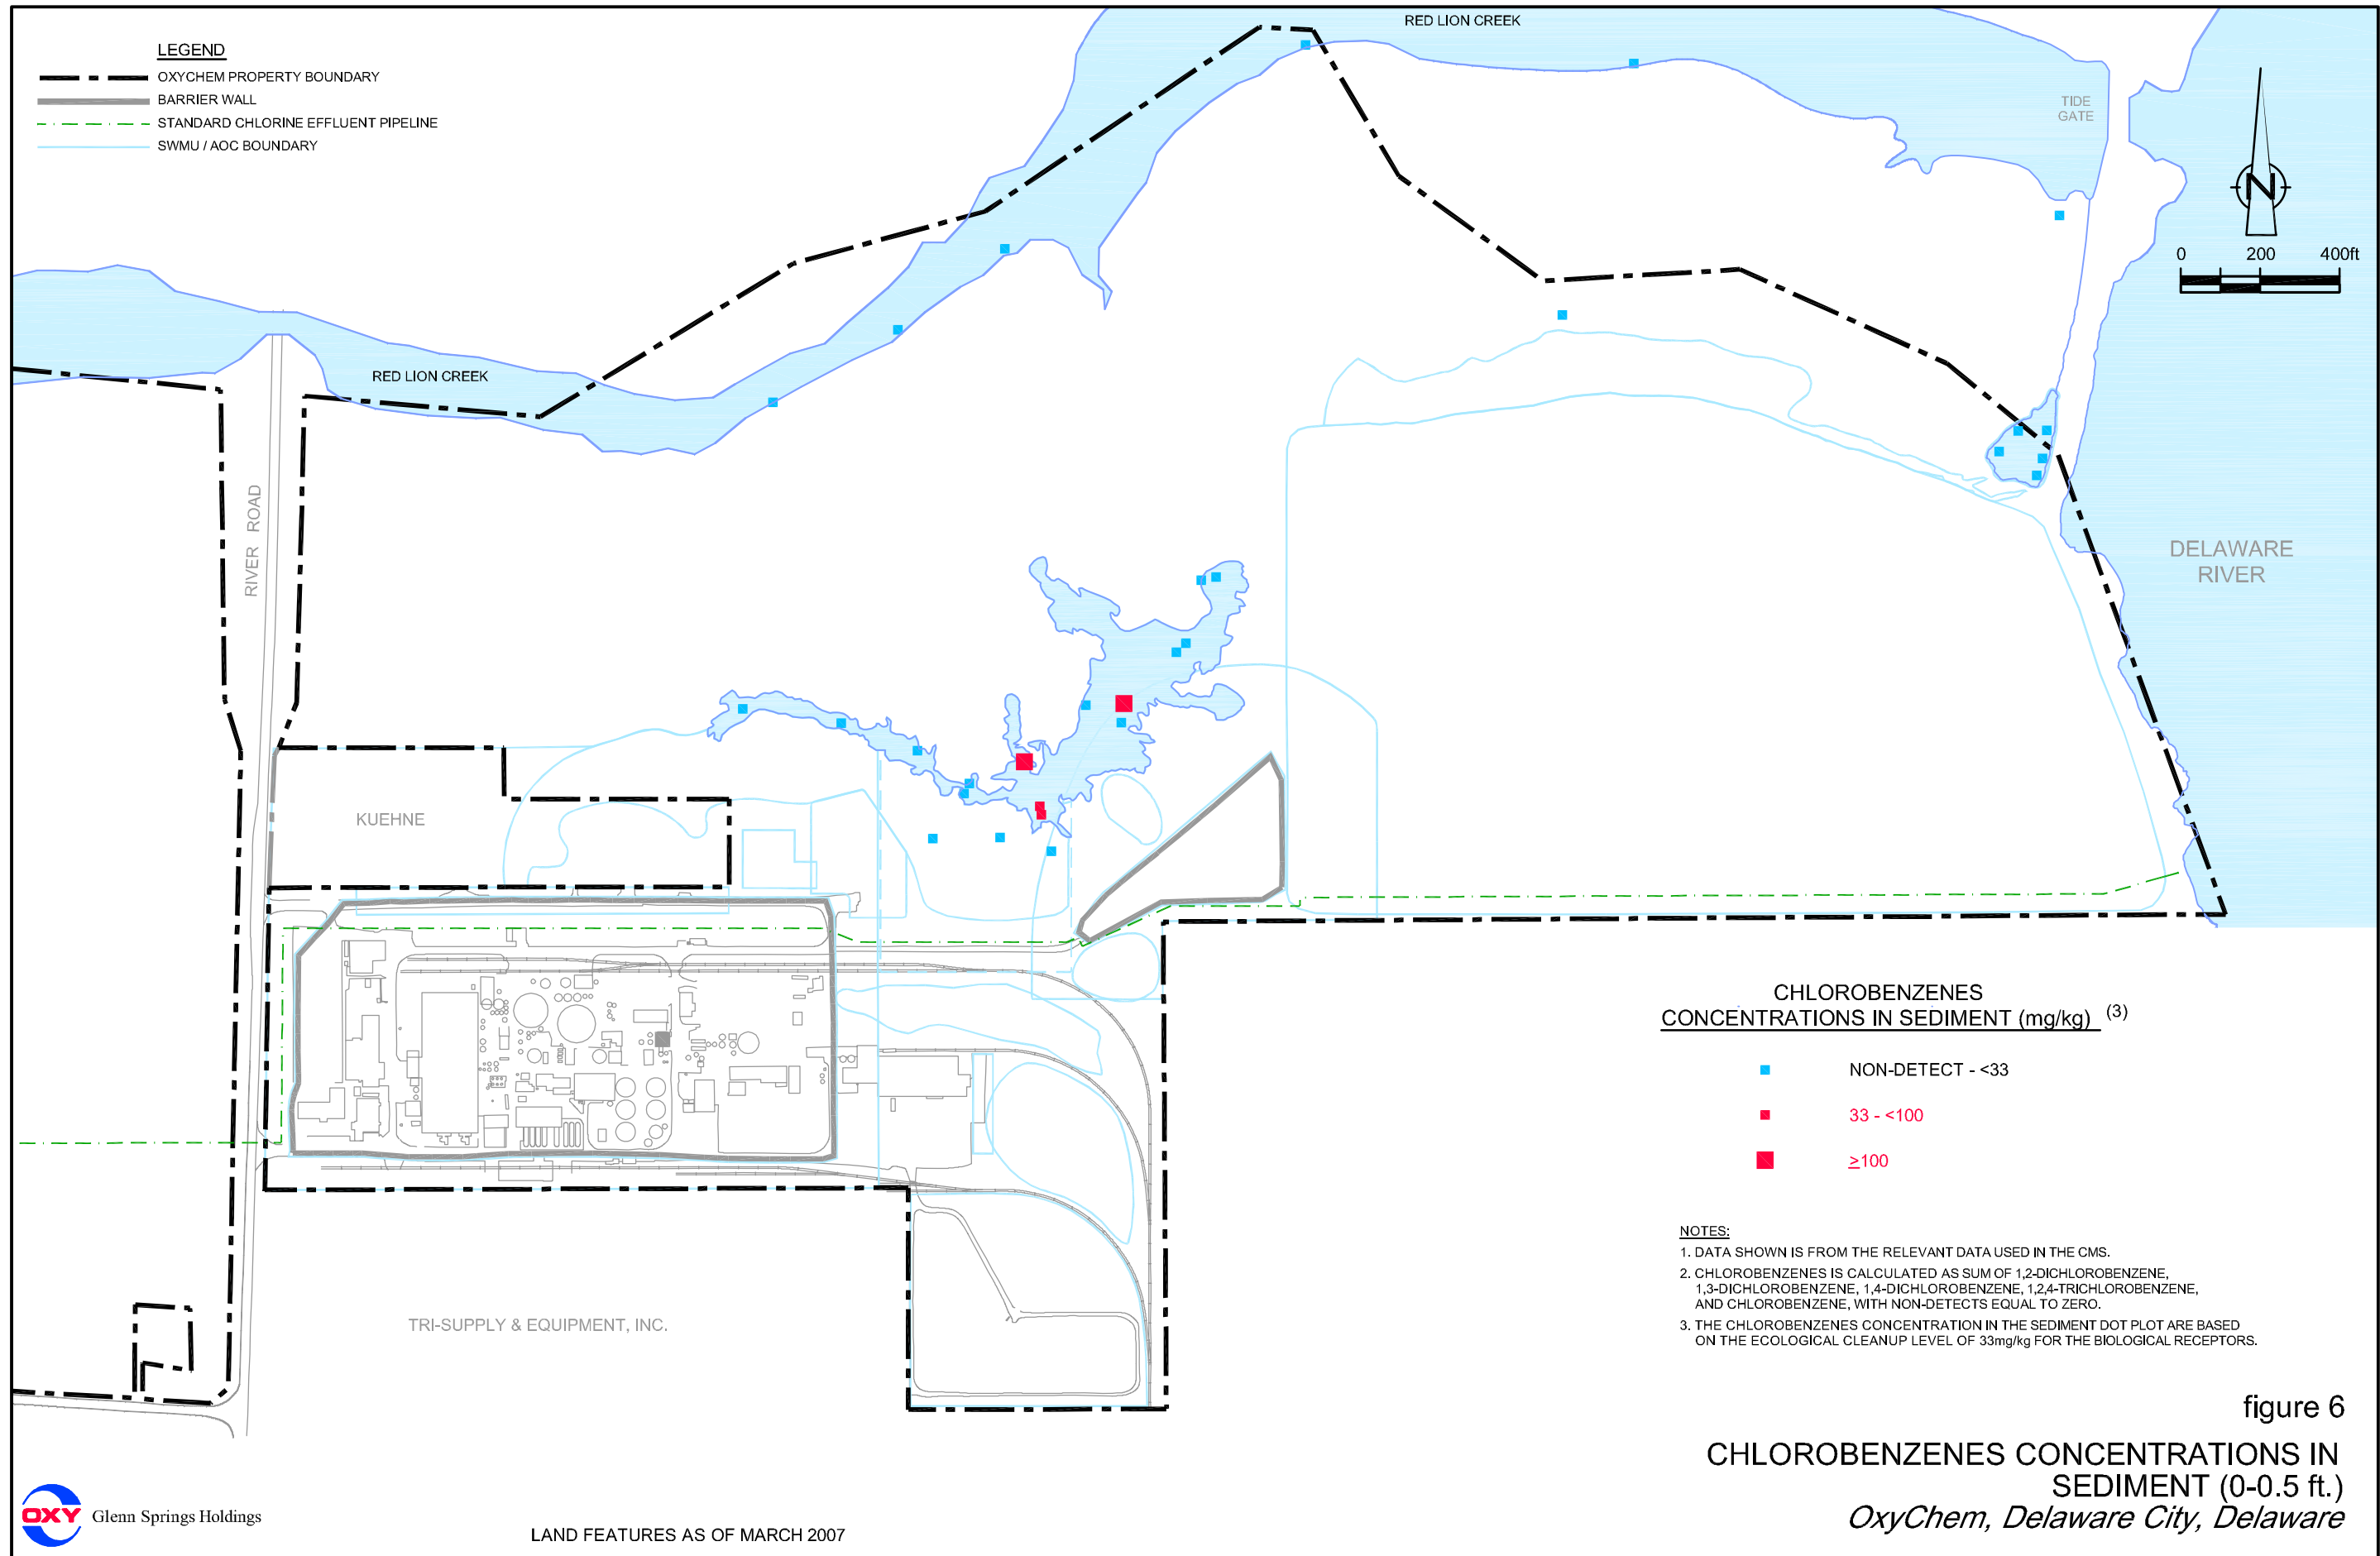 RED LION CREEK
LEGEND
OXYCHEM PROPERTY BOUNDARY
BARRIER WALL
STANDARD CHLORINE EFFLUENT PIPELINE
SWMU / AOC BOUNDARY
TIDE
GATE
N
0 200 400ft
RED LION CREEK
RIVER ROAD
DELAWARE
RIVER
KUEHNE
CHLOROBENZENES
CONCENTRATIONS IN SEDIMENT (mg/kg) (3)
NON-DETECT - <33
33 - <100
≥100
NOTES:
1. DATA SHOWN IS FROM THE RELEVANT DATA USED IN THE CMS.
2. CHLOROBENZENES IS CALCULATED AS SUM OF 1,2-DICHLOROBENZENE,
1,3-DICHLOROBENZENE, 1,4-DICHLOROBENZENE, 1,2,4-TRICHLOROBENZENE,
AND CHLOROBENZENE, WITH NON-DETECTS EQUAL TO ZERO.
3. THE CHLOROBENZENES CONCENTRATION IN THE SEDIMENT DOT PLOT ARE BASED
ON THE ECOLOGICAL CLEANUP LEVEL OF 33mg/kg FOR THE BIOLOGICAL RECEPTORS.
TRI-SUPPLY & EQUIPMENT, INC.
figure 6
CHLOROBENZENES CONCENTRATIONS IN
SEDIMENT (0-0.5 ft.)
OxyChem, Delaware City, Delaware
OXY Glenn Springs Holdings
LAND FEATURES AS OF MARCH 2007